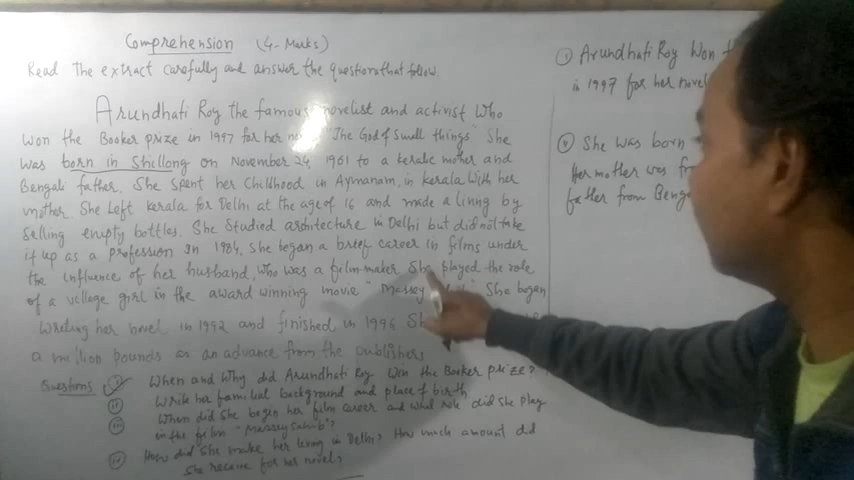 Comprehension (4-Marks)
Read The extract carefully and answer the questions that follow.
Arundhati Roy the famous novelist and activist Who
won the Booker prize in 1997 for her "The God of Small things" She
was born in Shillong on November 24, 1961 to a keralic mother and
Bengali father. She spent her Childhood in Aymanam, in kerala with her
mother. She Left kerala for Delhi at the age of 16 and made a living by
Selling empty bottles. She Studied architecture in Delhi but did not take
it up as a profession In 1984, She began a brief career in films under
the influence of her husband, Who was a film-maker She played the role
of a village girl in the award winning movie "Massey She began
Writing her novel in 1992 and finished in 1996
a million pounds as an advance from the publishers
Questions (i) When and Why did Arundhati Roy Win the Booker prize?
(ii) Write her familial background and place of birth
(iii) When did She began her film career and what role did She play
in the film "Massey Sahib"?
(iv) How did She make her living in Delhi? How much amount did
She receive for her novel?
(i) Arundhati Roy Won
in 1997 for her novel
(ii) She was born
Her mother was
father from